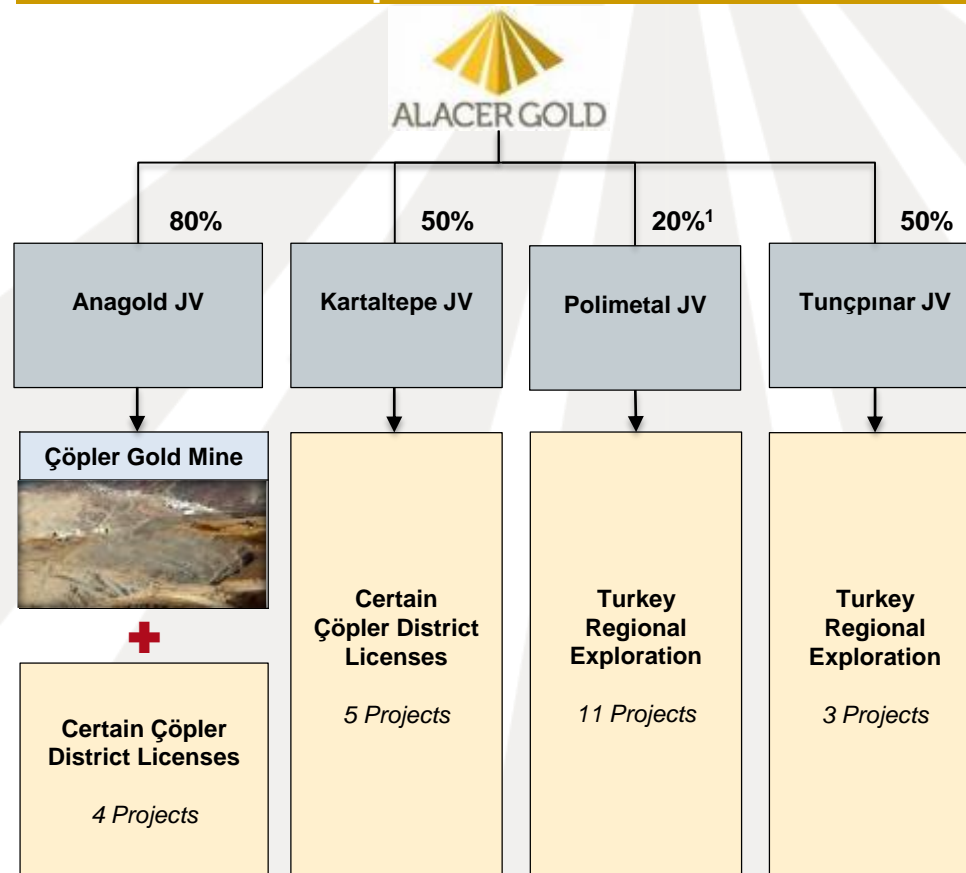 ALACER GOLD
80%
50%
20%¹
50%
Anagold JV
Kartaltepe JV
Polimetal JV
Tunçpınar JV
Çöpler Gold Mine
Certain Çöpler
District Licenses
4 Projects
Certain
Çöpler District
Licenses
5 Projects
Turkey
Regional
Exploration
11 Projects
Turkey
Regional
Exploration
3 Projects